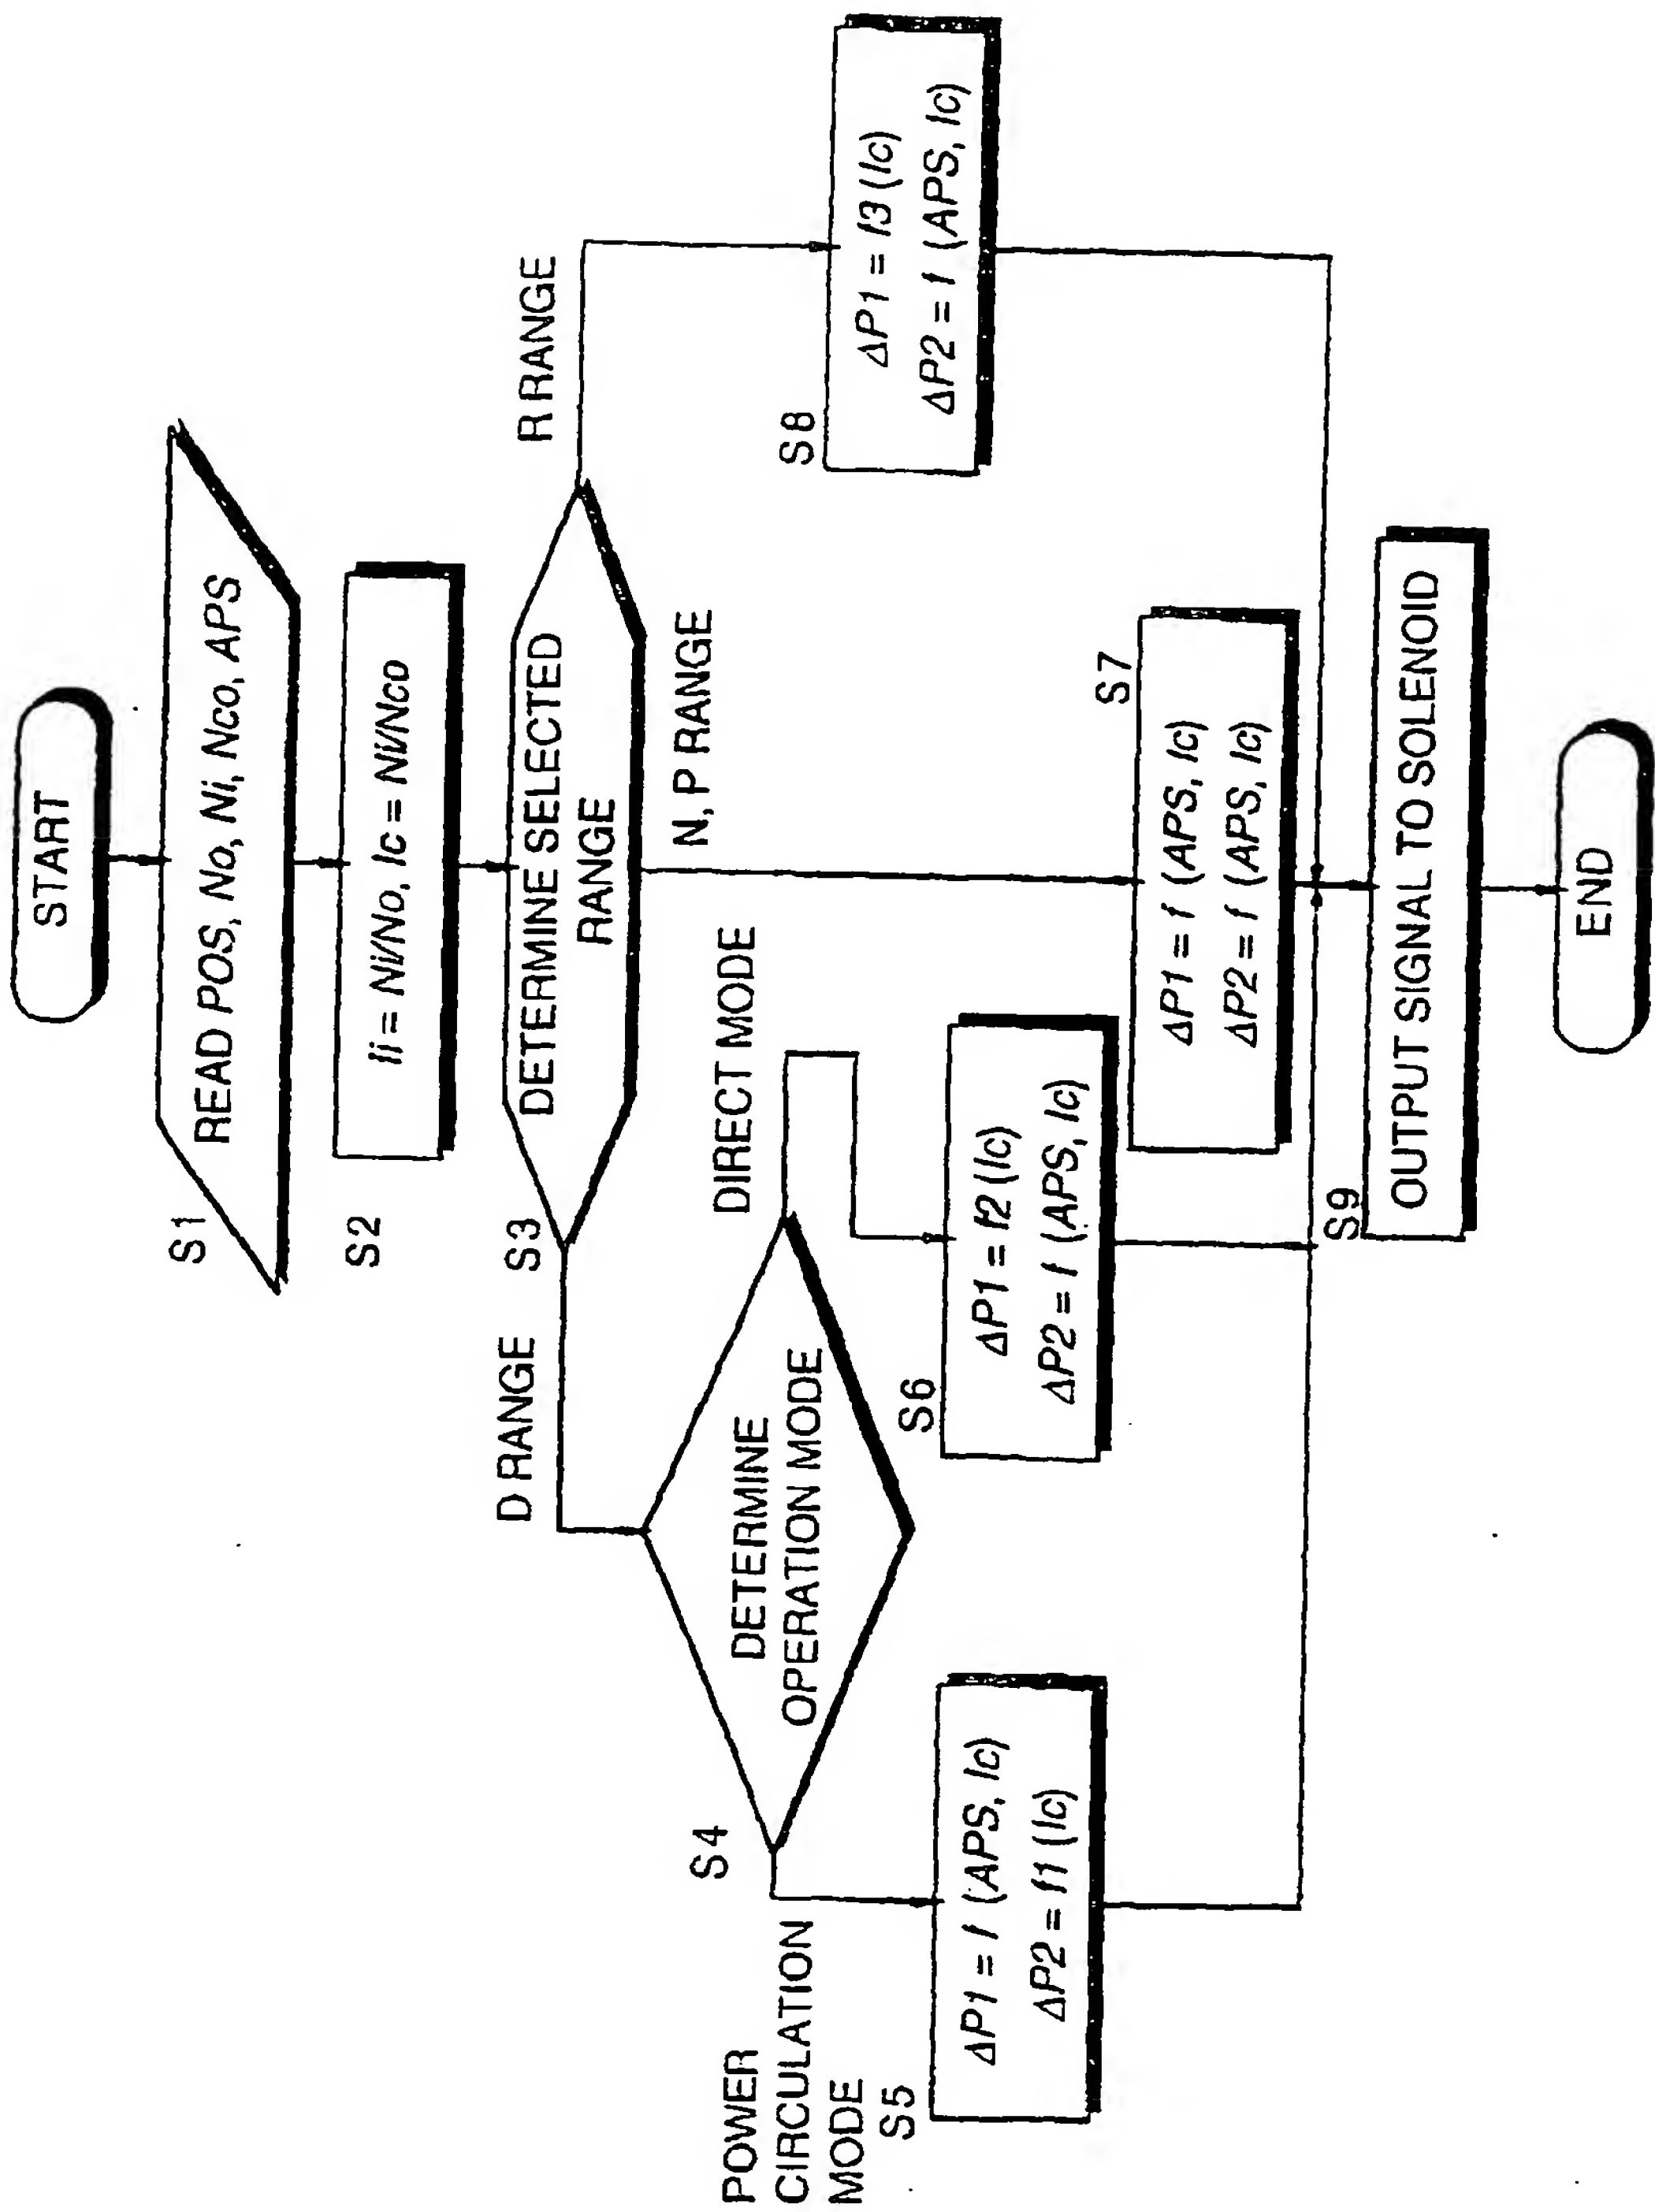 START
S1
READ POS, No, Ni, Nco, APS
S2
Ii = Ni/No, Ic = Ni/Nco
S3
DETERMINE SELECTED
RANGE
D RANGE
N, P RANGE
R RANGE
S4
DETERMINE
OPERATION MODE
POWER
CIRCULATION
MODE
DIRECT MODE
S5
ΔP1 = f (APS, Ic)
ΔP2 = f1 (Ic)
S6
ΔP1 = f2 (Ic)
ΔP2 = f (APS, Ic)
S7
ΔP1 = f (APS, Ic)
ΔP2 = f (APS, Ic)
S8
ΔP1 = f3 (Ic)
ΔP2 = f (APS, Ic)
S9
OUTPUT SIGNAL TO SOLENOID
END